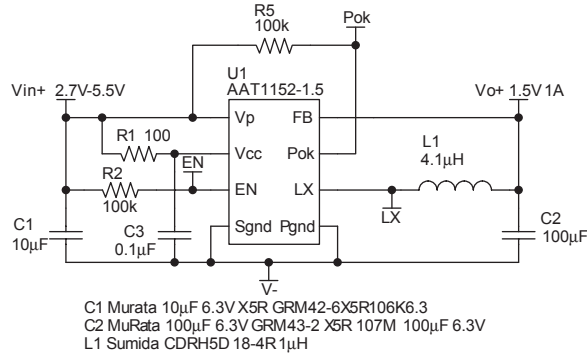 R5
100k
Pok
U1
AAT1152-1.5
Vin+ 2.7V-5.5V
Vo+ 1.5V 1A
Vp
FB
R1 100
Vcc
Pok
L1
4.1μH
EN
R2
100k
EN
LX
LX
C1
10μF
C3
0.1μF
Sgnd
Pgnd
C2
100μF
V-
C1 Murata 10μF 6.3V X5R GRM42-6X5R106K6.3
C2 MuRata 100μF 6.3V GRM43-2 X5R 107M 100μF 6.3V
L1 Sumida CDRH5D 18-4R 1μH